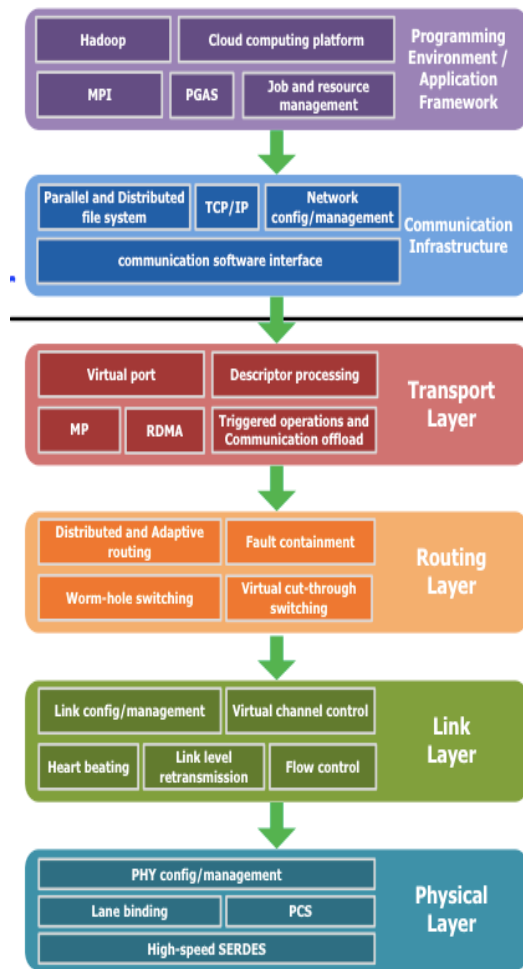 Hadoop
Cloud computing platform
MPI
PGAS
Job and resource
management
Programming
Environment /
Application
Framework
Parallel and Distributed
file system
TCP/IP
Network
config/management
communication software interface
Communication
Infrastructure
Virtual port
Descriptor processing
MP
RDMA
Triggered operations and
Communication offload
Transport
Layer
Distributed and Adaptive
routing
Fault containment
Worm-hole switching
Virtual cut-through
switching
Routing
Layer
Link config/management
Virtual channel control
Heart beating
Link level
retransmission
Flow control
Link
Layer
PHY config/management
Lane binding
PCS
High-speed SERDES
Physical
Layer